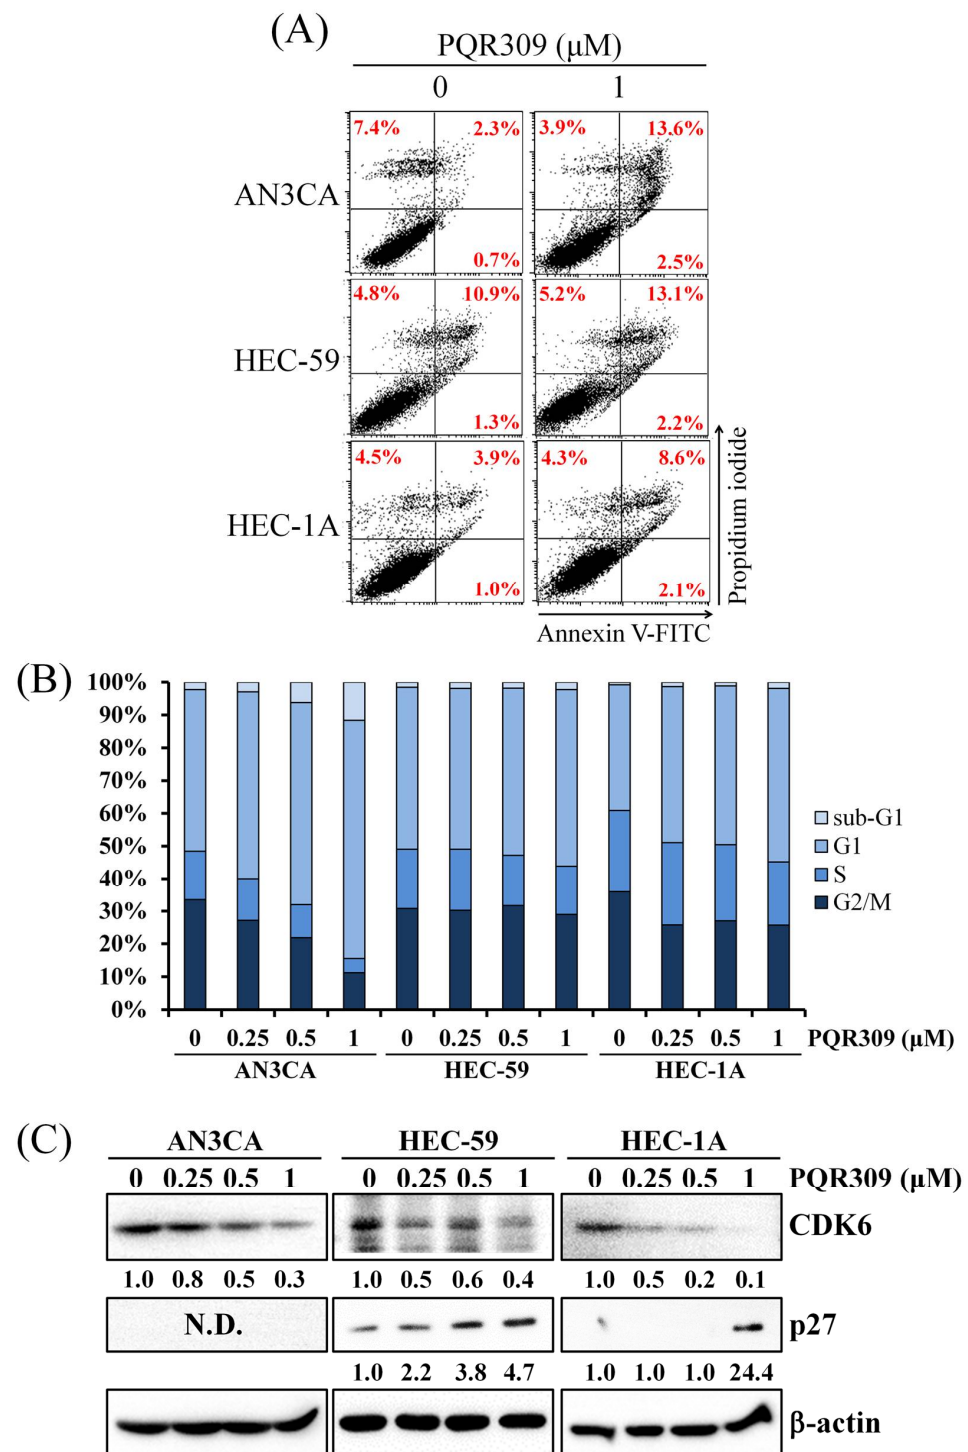 (A)
PQR309 (µM)
0 1
7.4% 2.3% 3.9% 13.6%
AN3CA
0.7% 2.5%
4.8% 10.9% 5.2% 13.1%
HEC-59
1.3% 2.2%
4.5% 3.9% 4.3% 8.6%
HEC-1A
1.0% 2.1%
Propidium iodide
Annexin V-FITC
(B)
100%
90%
80%
70%
60%
50%
40%
30%
20%
10%
0%
sub-G1
G1
S
G2/M
0 0.25 0.5 1 0 0.25 0.5 1 0 0.25 0.5 1 PQR309 (µM)
AN3CA HEC-59 HEC-1A
(C)
AN3CA HEC-59 HEC-1A
0 0.25 0.5 1 0 0.25 0.5 1 0 0.25 0.5 1 PQR309 (µM)
CDK6
1.0 0.8 0.5 0.3 1.0 0.5 0.6 0.4 1.0 0.5 0.2 0.1
N.D. p27
1.0 2.2 3.8 4.7 1.0 1.0 1.0 24.4
β-actin